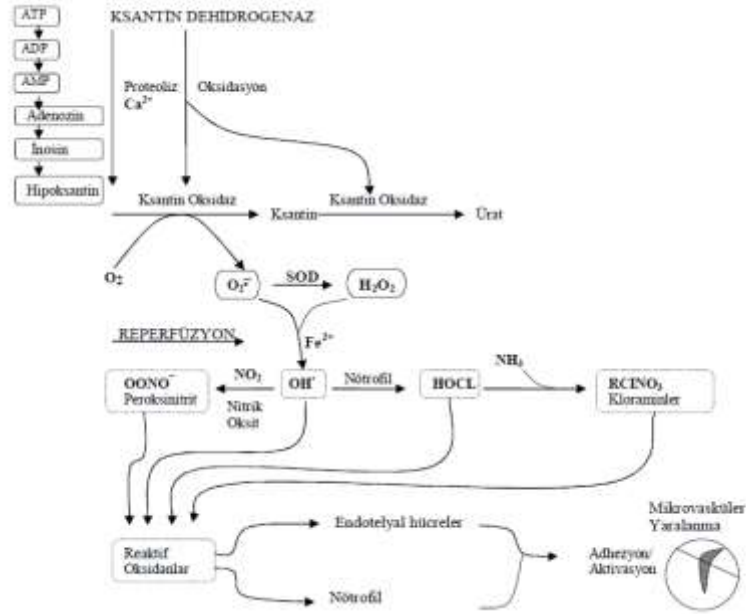 ATP
KSANTİN DEHİDROGENAZ
ADP
AMP
Proteoliz
Ca²⁺
Oksidasyon
Adenozin
İnosin
Hipoksantin
Ksantin Oksidaz
Ksantin
Ksantin Oksidaz
Ürat
O₂
O₂⁻
SOD
H₂O₂
REPERFÜZYON
Fe²⁺
OONO⁻
Peroksinitrit
NO₂
Nitrik
Oksit
OH˙
Nötrofil
HOCL
NH₄
RCINO₃
Kloraminler
Reaktif
Oksidanlar
Endotelyal hücreler
Nötrofil
Adhezyon/
Aktivasyon
Mikrovasküler
Yaralanma